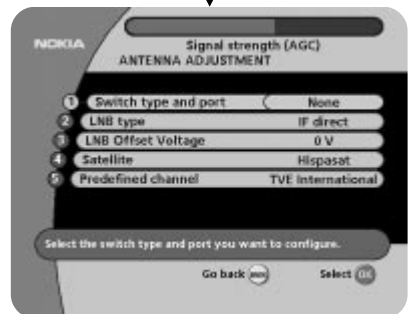 NOKIA
Signal strength (AGC)
ANTENNA ADJUSTMENT
1 Switch type and port None
2 LNB type IF direct
3 LNB Offset Voltage 0 V
4 Satellite Hispasat
5 Predefined channel TVE International
Select the switch type and port you want to configure.
Go back Select OK